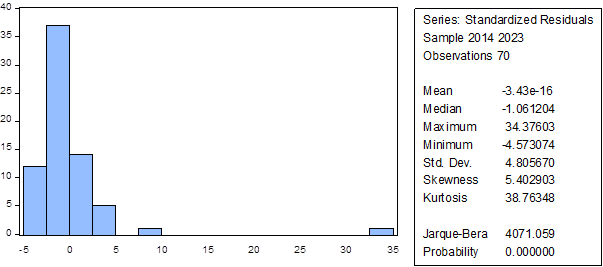 40
35
30
25
20
15
10
5
0
-5 0 5 10 15 20 25 30 35
Series: Standardized Residuals
Sample 2014 2023
Observations 70
Mean -3.43e-16
Median -1.061204
Maximum 34.37603
Minimum -4.573074
Std. Dev. 4.805670
Skewness 5.402903
Kurtosis 38.76348
Jarque-Bera 4071.059
Probability 0.000000